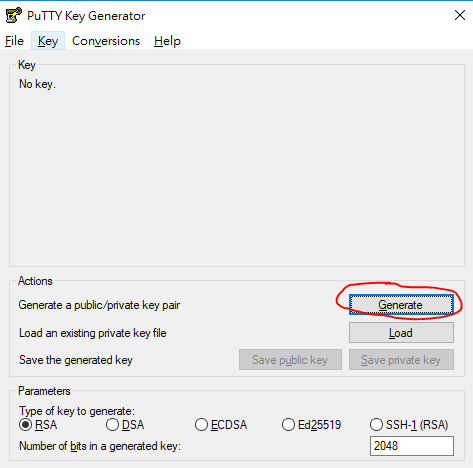 PuTTY Key Generator
File Key Conversions Help
Key
No key.
Actions
Generate a public/private key pair Generate
Load an existing private key file Load
Save the generated key Save public key Save private key
Parameters
Type of key to generate:
RSA DSA ECDSA Ed25519 SSH-1 (RSA)
Number of bits in a generated key: 2048